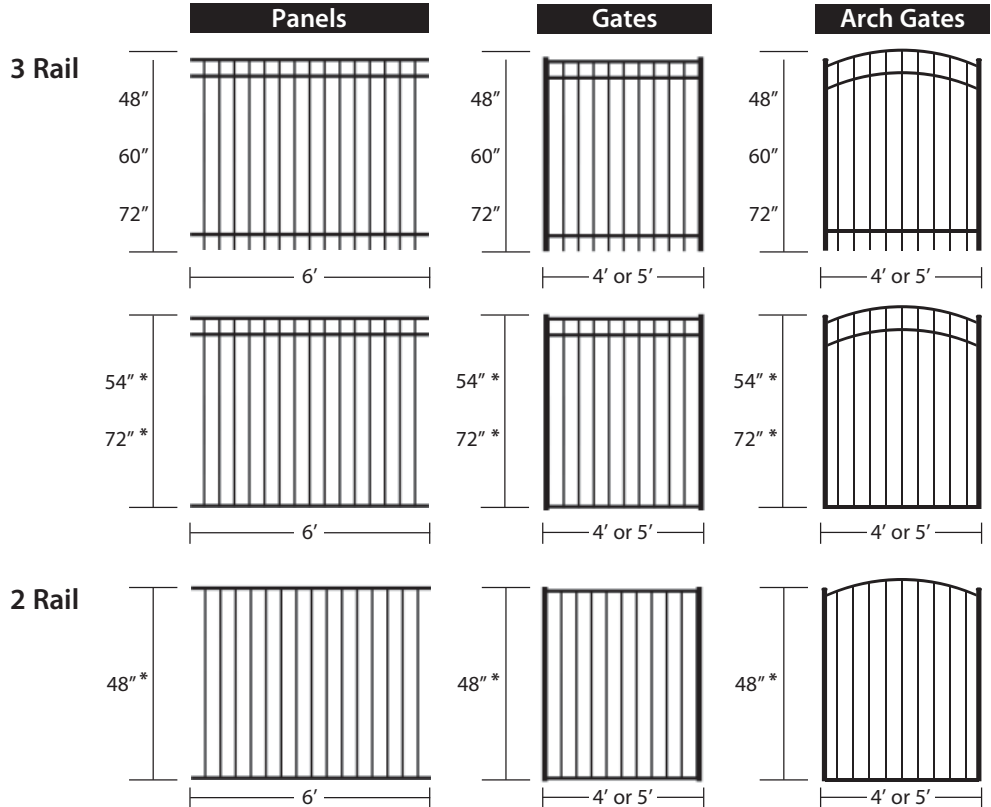 Panels Gates Arch Gates
3 Rail
48” 48” 48”
60” 60” 60”
72” 72” 72”
6’ 4’ or 5’ 4’ or 5’
54” * 54” * 54” *
72” * 72” * 72” *
6’ 4’ or 5’ 4’ or 5’
2 Rail
48” * 48” * 48” *
6’ 4’ or 5’ 4’ or 5’